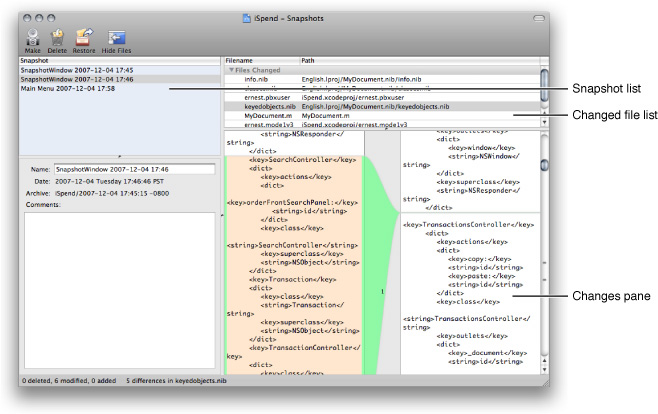 iSpend – Snapshots
Make Delete Restore Hide Files
Snapshot
SnapshotWindow 2007-12-04 17:45
SnapshotWindow 2007-12-04 17:46
Main Menu 2007-12-04 17:58
Filename Path
Files Changed
info.nib English.lproj/MyDocument.nib/info.nib
English.lproj/MyDocument.nib/
ernest.pbxuser iSpend.xcodeproj/ernest.pbxuser
keyedobjects.nib English.lproj/MyDocument.nib/keyedobjects.nib
MyDocument.m MyDocument.m
ernest.mode1v3 iSpend.xcodeproj/ernest.mode1v3
Snapshot list
Changed file list
Name: SnapshotWindow 2007-12-04 17:46
Date: 2007-12-04 Tuesday 17:46:46 PST
Archive: iSpend/2007-12-04 17:45:15 -0800
Comments:
<string>NSResponder</
string>
</dict>
<key>SearchController</key>
<dict>
<key>actions</key>
<dict>
<key>orderFrontSearchPanel:</key>
<string>id</string>
</dict>
<key>class</key>
<string>SearchController</string>
<key>superclass</key>
<string>NSObject</string>
</dict>
<key>Transaction</key>
<dict>
<key>class</key>
<string>Transaction</
string>
<key>superclass</key>
<string>NSObject</string>
</dict>
<key>TransactionController</
key>
<dict>
<key>class</key>
1
<key>outlets</key>
<dict>
<key>window</key>
<string>NSWindow</
string>
</dict>
<key>superclass</key>
<string>NSResponder</
string>
</dict>
<key>TransactionsController</
key>
<dict>
<key>actions</key>
<dict>
<key>copy:</key>
<string>id</string>
<key>paste:</key>
<string>id</string>
</dict>
<key>class</key>
<string>TransactionsController</
string>
<key>outlets</key>
<dict>
<key>_document</key>
<string>id</string>
Changes pane
0 deleted, 6 modified, 0 added 5 differences in keyedobjects.nib